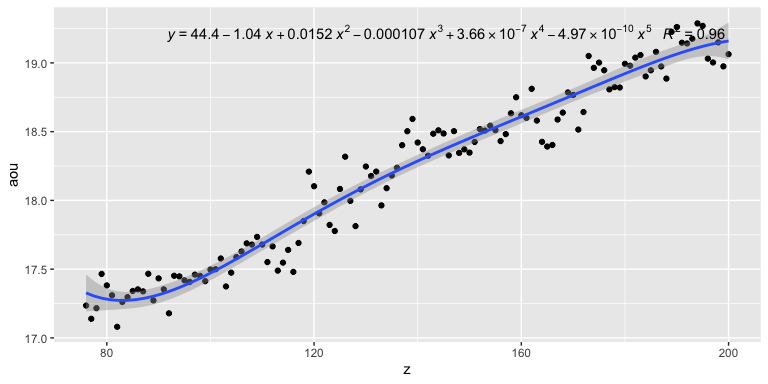 y = 44.4 − 1.04 x + 0.0152 x² − 0.000107 x³ + 3.66 × 10⁻⁷ x⁴ − 4.97 × 10⁻¹⁰ x⁵ R² = 0.96
19.0
18.5
18.0
17.5
17.0
aou
80 120 160 200
z